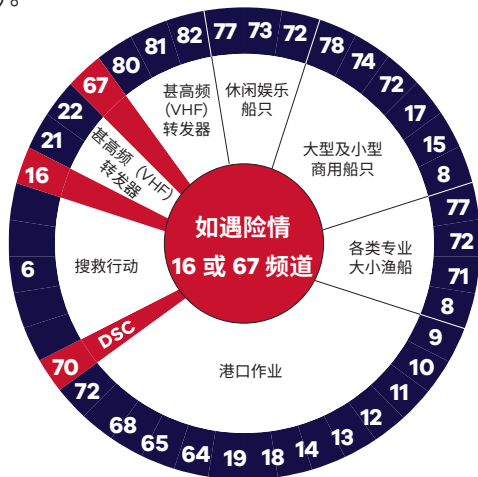 77
73
72
78
74
72
17
15
8
77
72
71
8
9
10
11
12
13
14
18
19
64
65
68
72
70
6
16
21
22
67
80
81
82
休闲娱乐
船只
大型及小型
商用船只
各类专业
大小渔船
港口作业
DSC
搜救行动
甚高频（VHF）
转发器
甚高频
(VHF)
转发器
如遇险情
16 或 67 频道